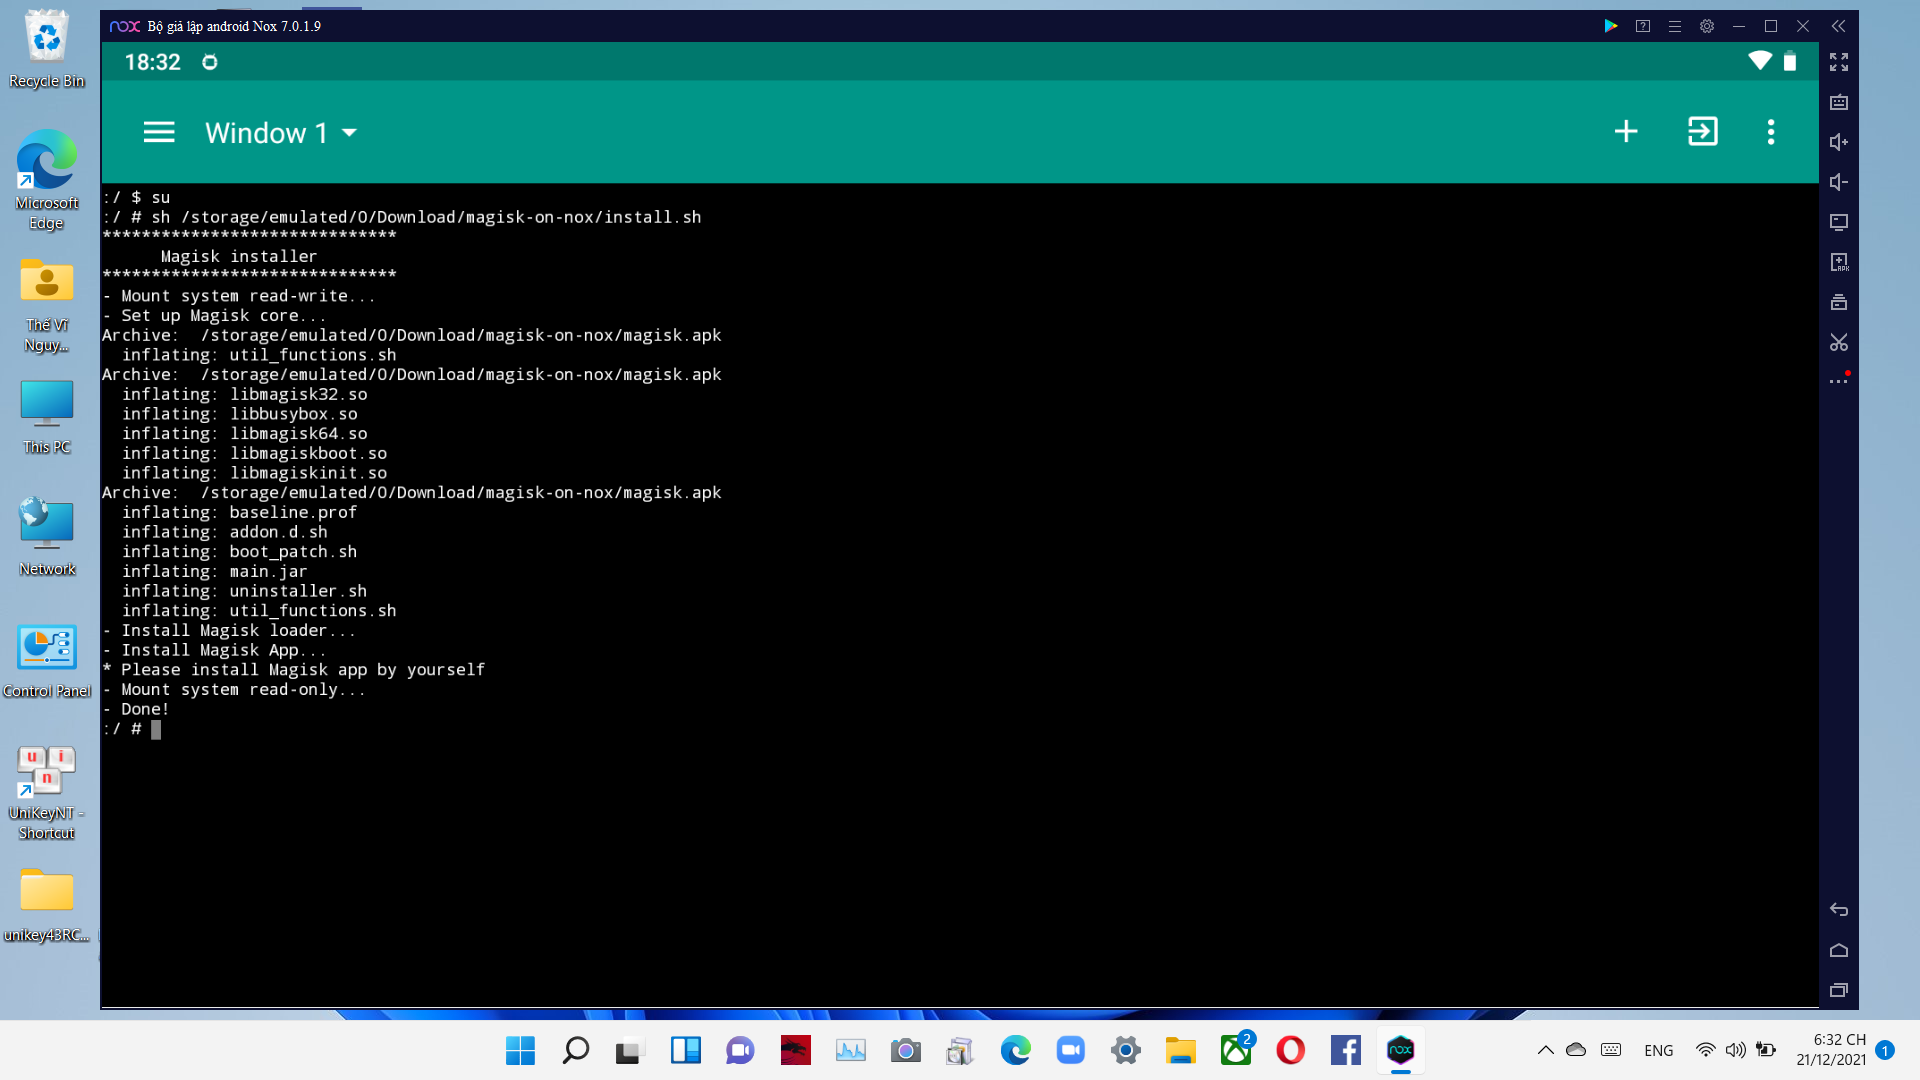 Recycle Bin
Microsoft
Edge
Thế Vĩ
Nguy...
This PC
Network
Control Panel
UniKeyNT -
Shortcut
unikey43RC...
nox Bộ giả lập android Nox 7.0.1.9
18:32
Window 1
:/ $ su
:/ # sh /storage/emulated/0/Download/magisk-on-nox/install.sh
******************************
Magisk installer
******************************
- Mount system read-write...
- Set up Magisk core...
Archive:  /storage/emulated/0/Download/magisk-on-nox/magisk.apk
inflating: util_functions.sh
Archive:  /storage/emulated/0/Download/magisk-on-nox/magisk.apk
inflating: libmagisk32.so
inflating: libbusybox.so
inflating: libmagisk64.so
inflating: libmagiskboot.so
inflating: libmagiskinit.so
Archive:  /storage/emulated/0/Download/magisk-on-nox/magisk.apk
inflating: baseline.prof
inflating: addon.d.sh
inflating: boot_patch.sh
inflating: main.jar
inflating: uninstaller.sh
inflating: util_functions.sh
- Install Magisk loader...
- Install Magisk App...
* Please install Magisk app by yourself
- Mount system read-only...
- Done!
:/ #
2
nox
ENG
6:32 CH
21/12/2021
1